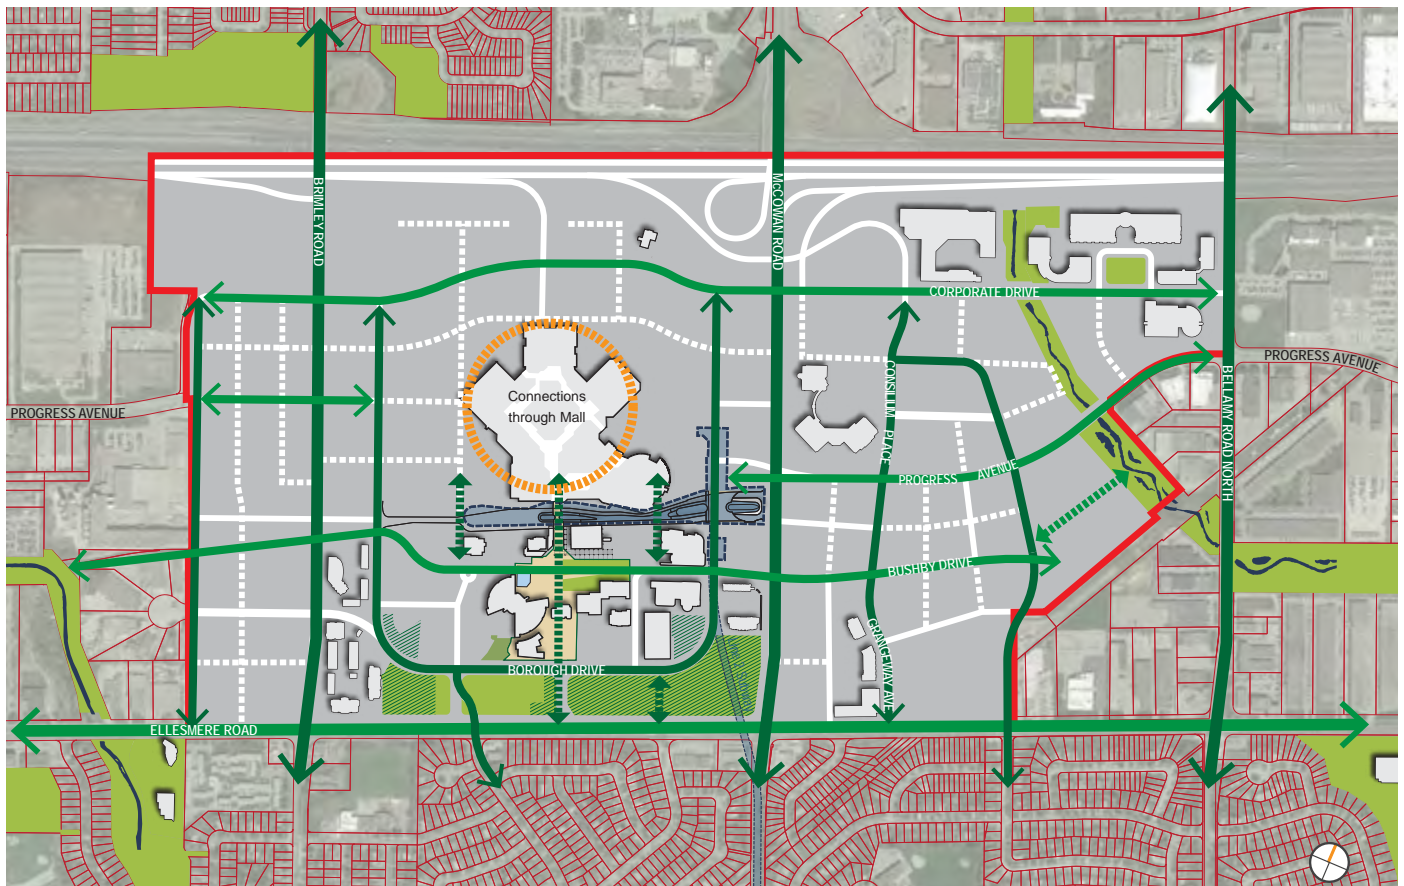 BRIMLEY ROAD
McCOWAN ROAD
CORPORATE DRIVE
PROGRESS AVENUE
BELLAMY ROAD NORTH
PROGRESS AVENUE
Connections
through Mall
CONSILIUM PLACE
PROGRESS AVENUE
BUSHBY DRIVE
GRANGEWAY AVE
BOROUGH DRIVE
ELLESMERE ROAD